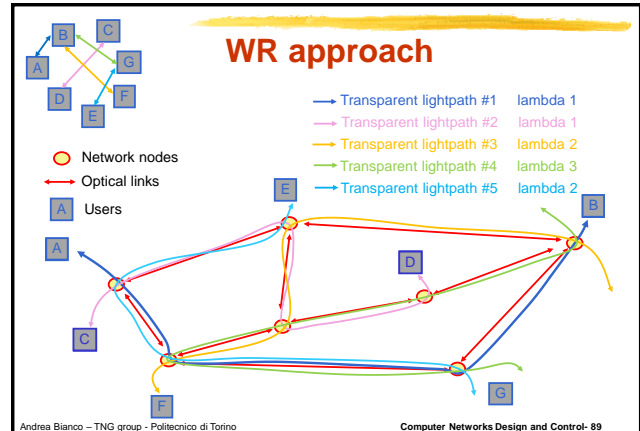 WR approach
B
C
G
A
D
F
E
Transparent lightpath #1 lambda 1
Transparent lightpath #2 lambda 1
Transparent lightpath #3 lambda 2
Transparent lightpath #4 lambda 3
Transparent lightpath #5 lambda 2
Network nodes
Optical links
A Users
E
B
A
D
C
F
G
Andrea Bianco – TNG group - Politecnico di Torino
Computer Networks Design and Control- 89